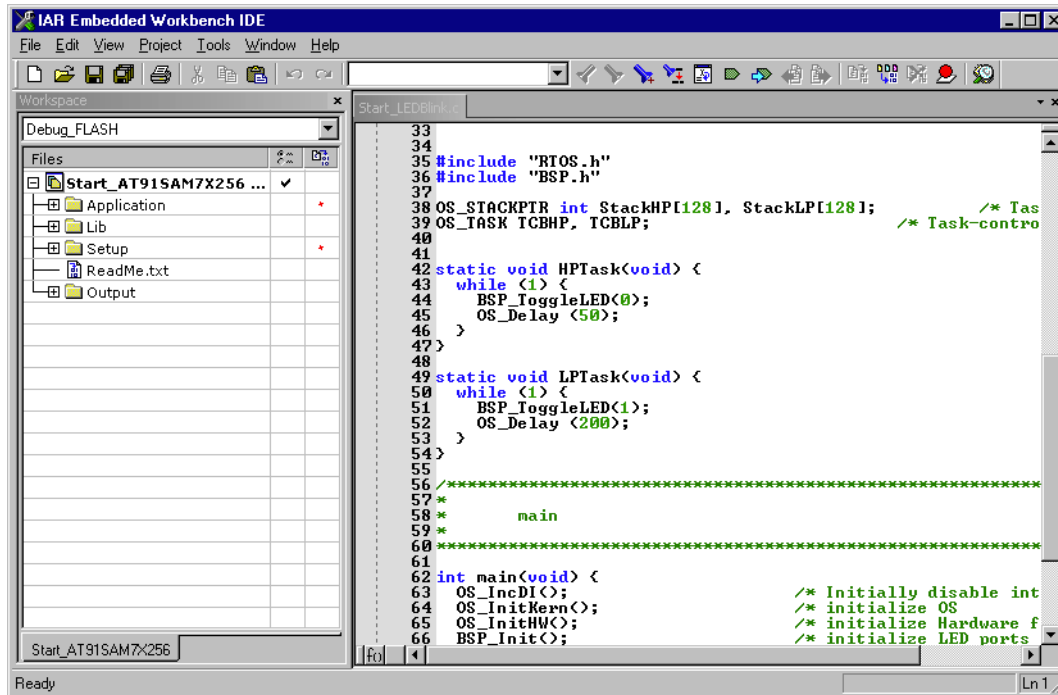 IAR Embedded Workbench IDE
File Edit View Project Tools Window Help
Workspace
Debug_FLASH
Files
Start_AT91SAM7X256 ...
Application
Lib
Setup
ReadMe.txt
Output
Start_AT91SAM7X256
Start_LEDBlink.c
33
34
35 #include "RTOS.h"
36 #include "BSP.h"
37
38 OS_STACKPTR int StackHP[128], StackLP[128]; /* Tas
39 OS_TASK TCBHP, TCBLP; /* Task-contro
40
41
42 static void HPTask(void) {
43 while (1) {
44 BSP_ToggleLED(0);
45 OS_Delay (50);
46 }
47 }
48
49 static void LPTask(void) {
50 while (1) {
51 BSP_ToggleLED(1);
52 OS_Delay (200);
53 }
54 }
55
56 /**********************************************************************
57 *
58 * main
59 *
60 ***********************************************************************
61
62 int main(void) {
63 OS_IncDI(); /* Initially disable int
64 OS_InitKern(); /* initialize OS
65 OS_InitHW(); /* initialize Hardware f
66 BSP_Init(); /* initialize LED ports
Ready
Ln 1